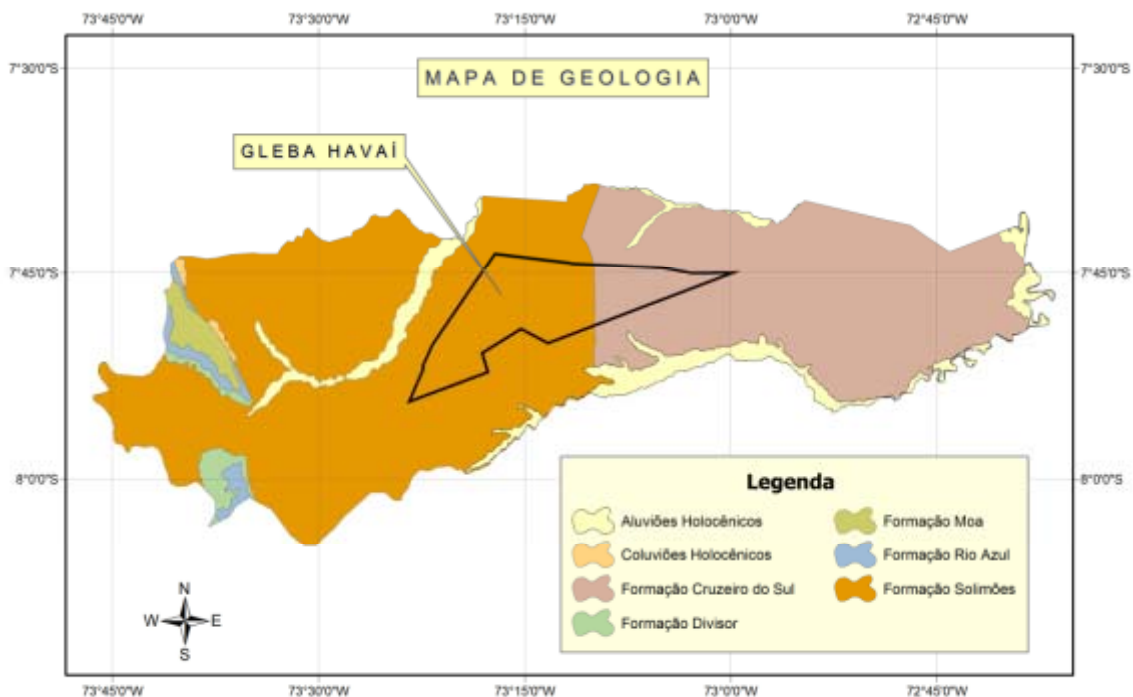 73°45'0"W 73°30'0"W 73°15'0"W 73°0'0"W 72°45'0"W
7°30'0"S 7°30'0"S
MAPA DE GEOLOGIA
GLEBA HAVAÍ
7°45'0"S 7°45'0"S
8°0'0"S 8°0'0"S
Legenda
Aluviões Holocênicos
Coluviões Holocênicos
Formação Cruzeiro do Sul
Formação Divisor
Formação Moa
Formação Rio Azul
Formação Solimões
N
W E
S
73°45'0"W 73°30'0"W 73°15'0"W 73°0'0"W 72°45'0"W